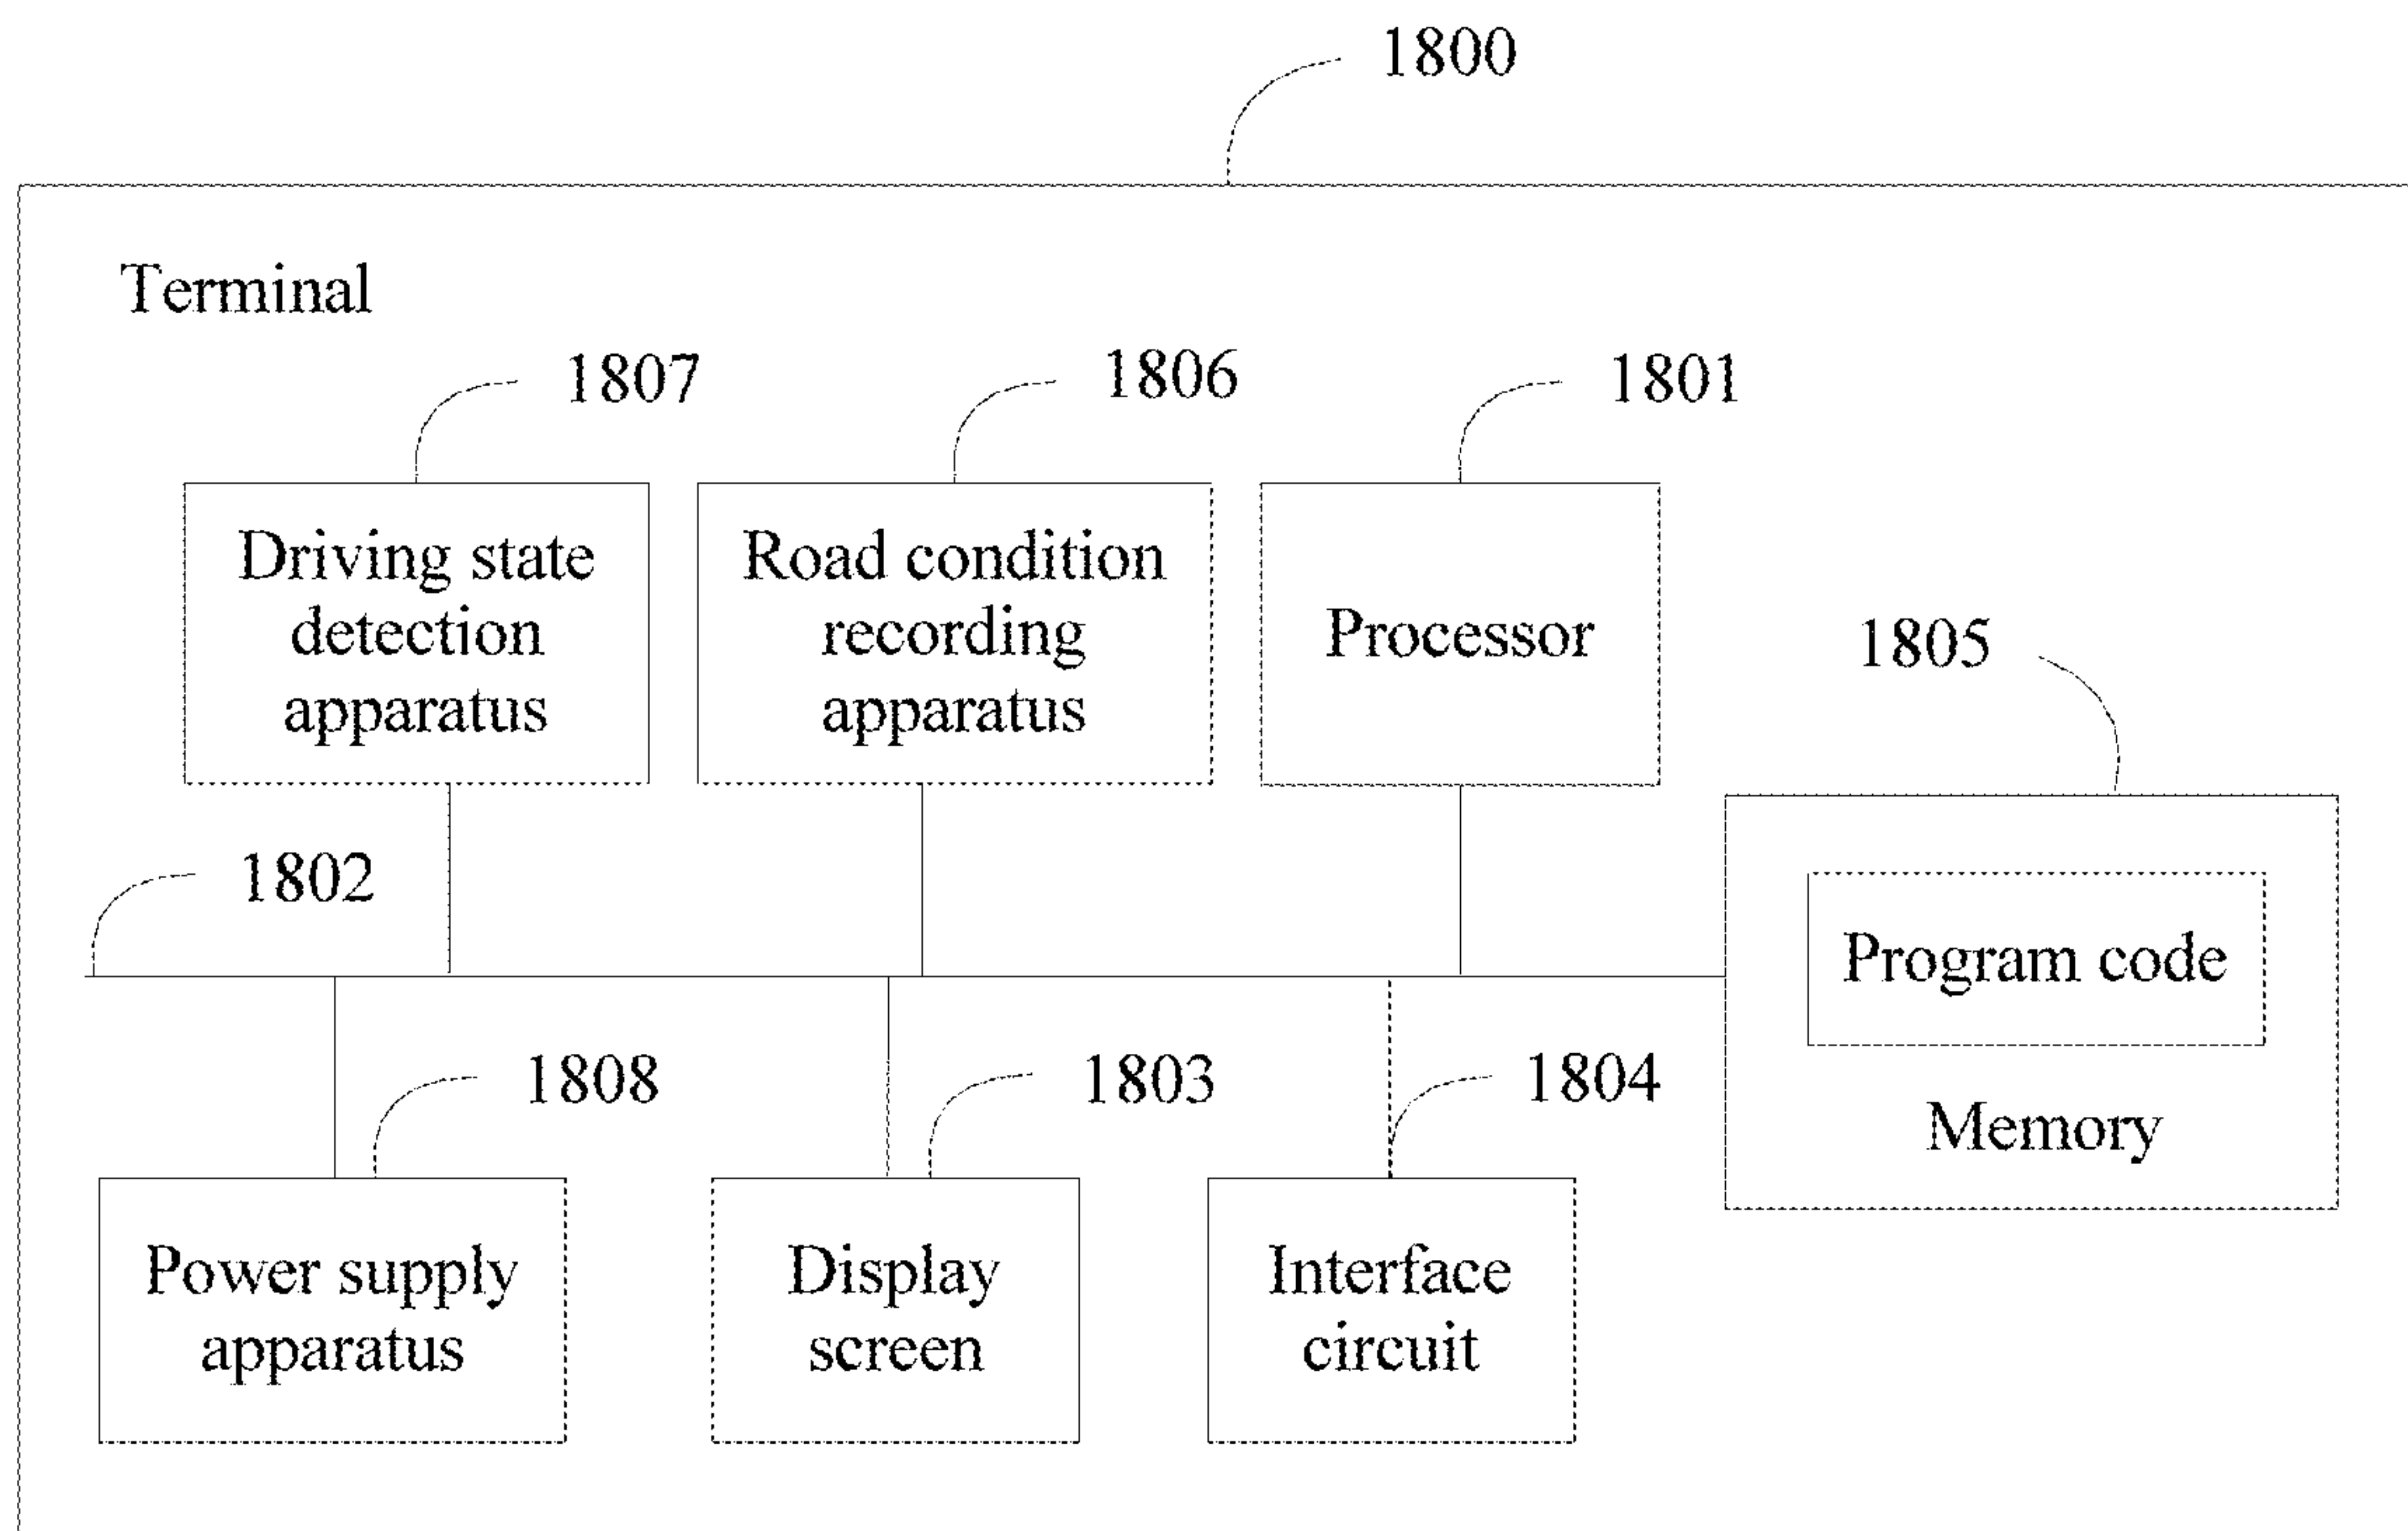 1800
Terminal
1807
1806
1801
Driving state
detection
apparatus
Road condition
recording
apparatus
Processor
1805
1802
Program code
Memory
1808
1803
1804
Power supply
apparatus
Display
screen
Interface
circuit